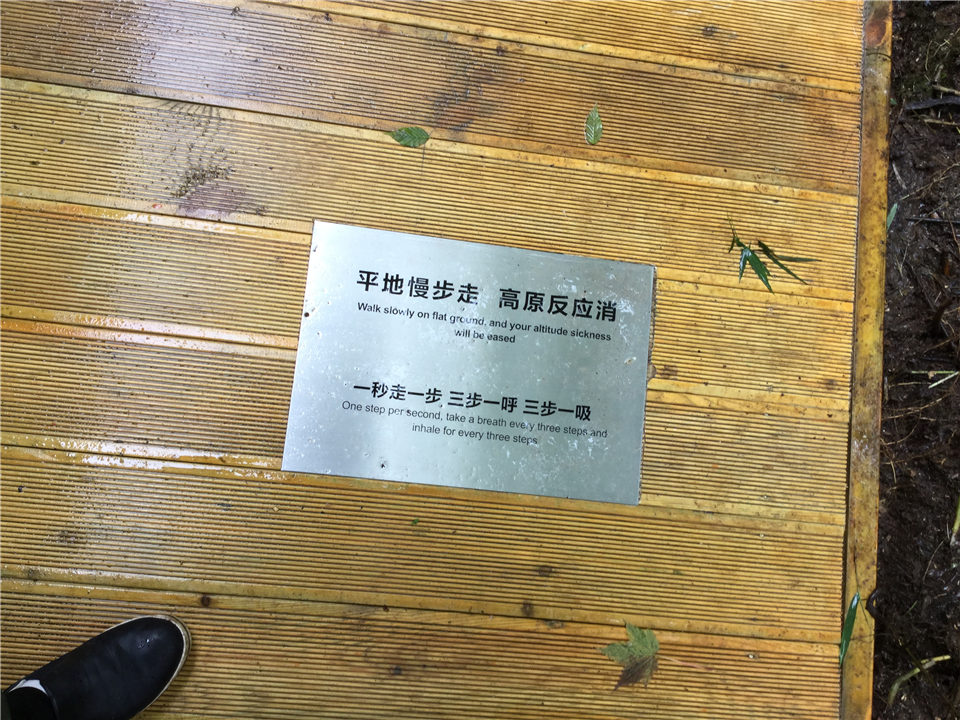 平地慢步走 高原反应消
Walk slowly on flat ground, and your altitude sickness
will be eased
一秒走一步 三步一呼 三步一吸
One step per second, take a breath every three steps and
inhale for every three steps